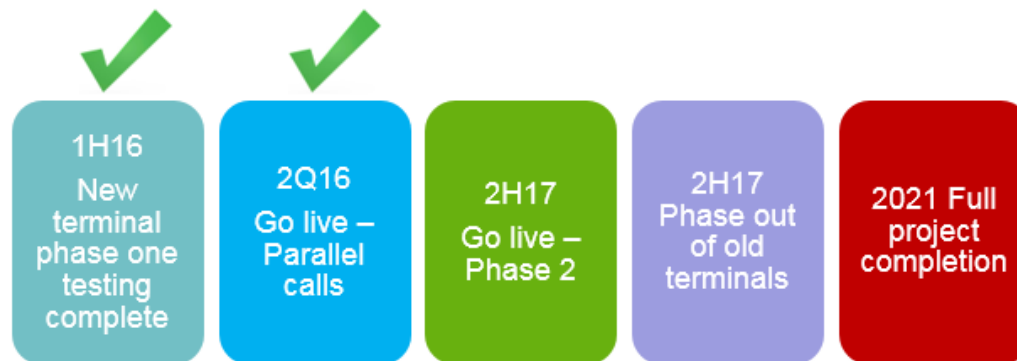 1H16
New
terminal
phase one
testing
complete
2Q16
Go live –
Parallel
calls
2H17
Go live –
Phase 2
2H17
Phase out
of old
terminals
2021 Full
project
completion